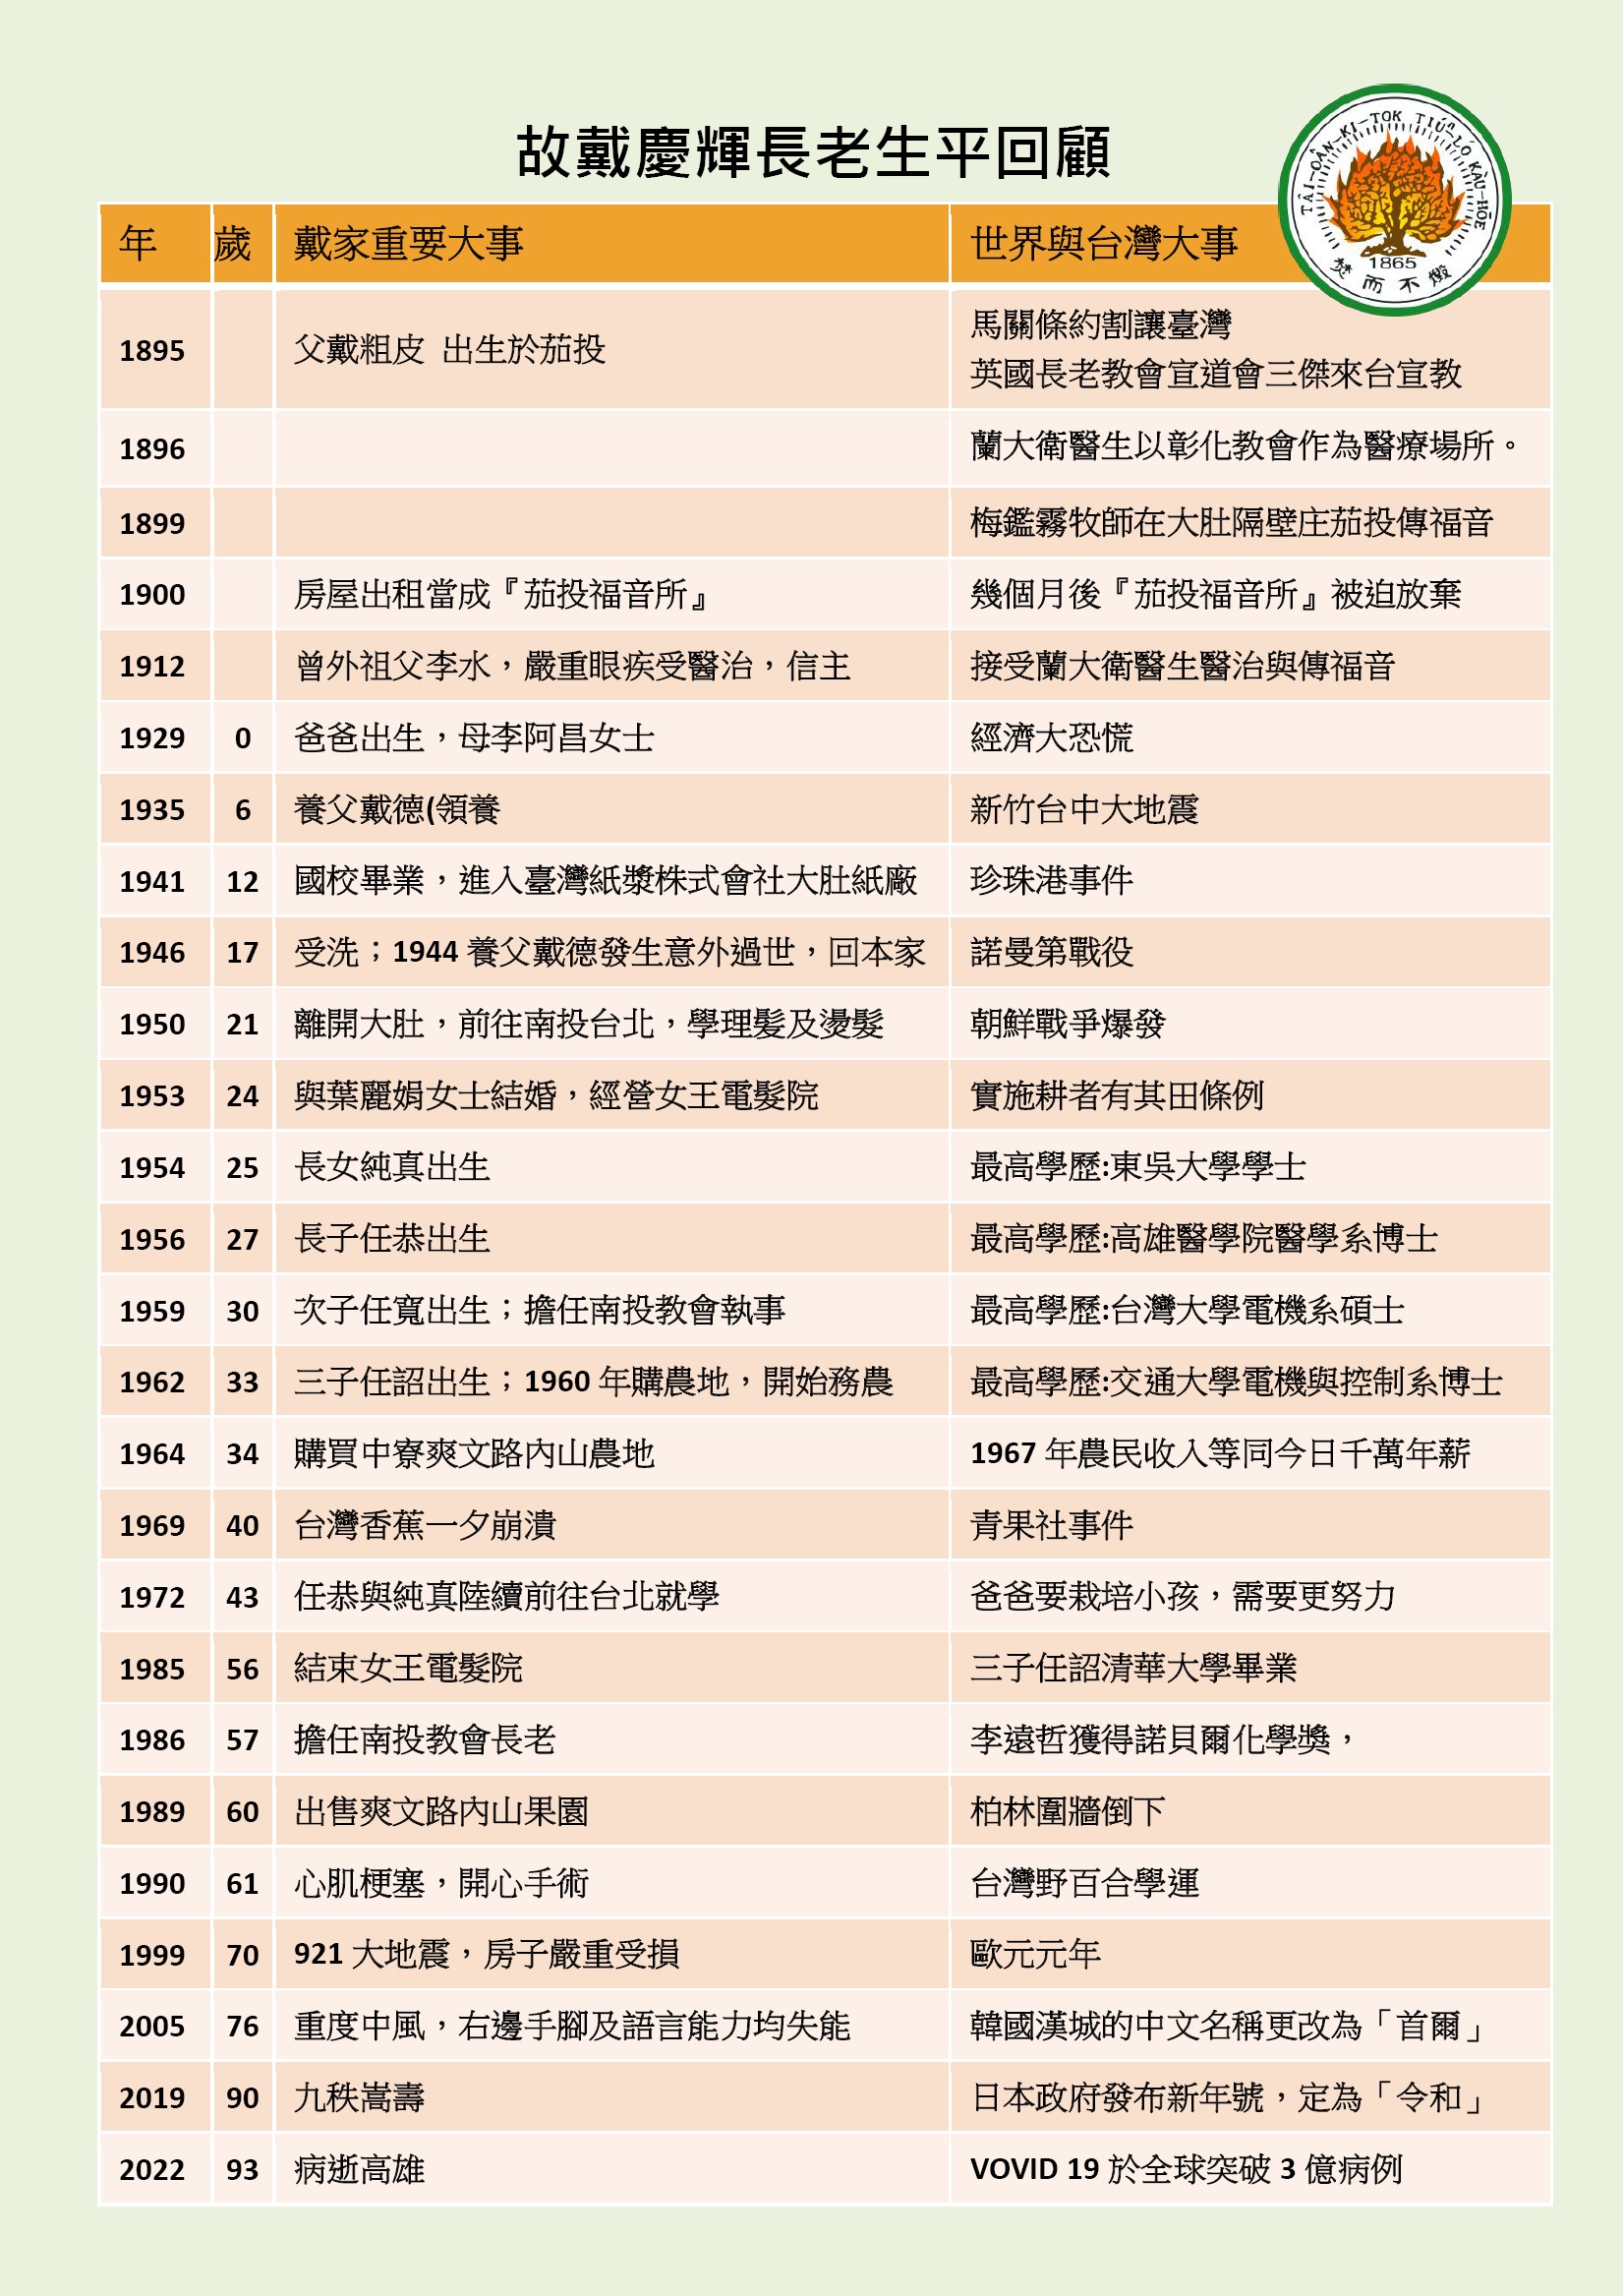 故戴慶輝長老生平回顧
TÂI-OÂN KI-TOK TIÚⁿ-LÓ KÀU-HŌE
1865
焚而不燬
年 歲 戴家重要大事 世界與台灣大事
1895 父戴粗皮 出生於茄投 馬關條約割讓臺灣
英國長老教會宣道會三傑來台宣教
1896 蘭大衛醫生以彰化教會作為醫療場所。
1899 梅鑑霧牧師在大肚隔壁庄茄投傳福音
1900 房屋出租當成『茄投福音所』 幾個月後『茄投福音所』被迫放棄
1912 曾外祖父李水，嚴重眼疾受醫治，信主 接受蘭大衛醫生醫治與傳福音
1929 0 爸爸出生，母李阿昌女士 經濟大恐慌
1935 6 養父戴德(領養 新竹台中大地震
1941 12 國校畢業，進入臺灣紙漿株式會社大肚紙廠 珍珠港事件
1946 17 受洗；1944 養父戴德發生意外過世，回本家 諾曼第戰役
1950 21 離開大肚，前往南投台北，學理髮及燙髮 朝鮮戰爭爆發
1953 24 與葉麗娟女士結婚，經營女王電髮院 實施耕者有其田條例
1954 25 長女純真出生 最高學歷:東吳大學學士
1956 27 長子任恭出生 最高學歷:高雄醫學院醫學系博士
1959 30 次子任寬出生；擔任南投教會執事 最高學歷:台灣大學電機系碩士
1962 33 三子任詔出生；1960 年購農地，開始務農 最高學歷:交通大學電機與控制系博士
1964 34 購買中寮爽文路內山農地 1967 年農民收入等同今日千萬年薪
1969 40 台灣香蕉一夕崩潰 青果社事件
1972 43 任恭與純真陸續前往台北就學 爸爸要栽培小孩，需要更努力
1985 56 結束女王電髮院 三子任詔清華大學畢業
1986 57 擔任南投教會長老 李遠哲獲得諾貝爾化學獎，
1989 60 出售爽文路內山果園 柏林圍牆倒下
1990 61 心肌梗塞，開心手術 台灣野百合學運
1999 70 921 大地震，房子嚴重受損 歐元元年
2005 76 重度中風，右邊手腳及語言能力均失能 韓國漢城的中文名稱更改為「首爾」
2019 90 九秩嵩壽 日本政府發布新年號，定為「令和」
2022 93 病逝高雄 VOVID 19 於全球突破 3 億病例